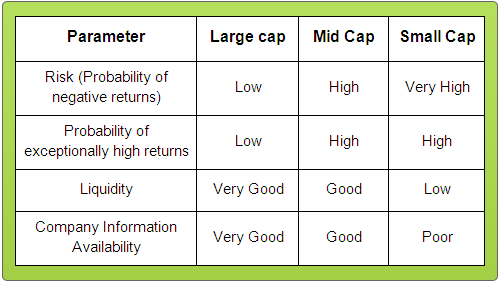 Parameter Large cap Mid Cap Small Cap
Risk (Probability of
negative returns) Low High Very High
Probability of
exceptionally high returns Low High High
Liquidity Very Good Good Low
Company Information
Availability Very Good Good Poor